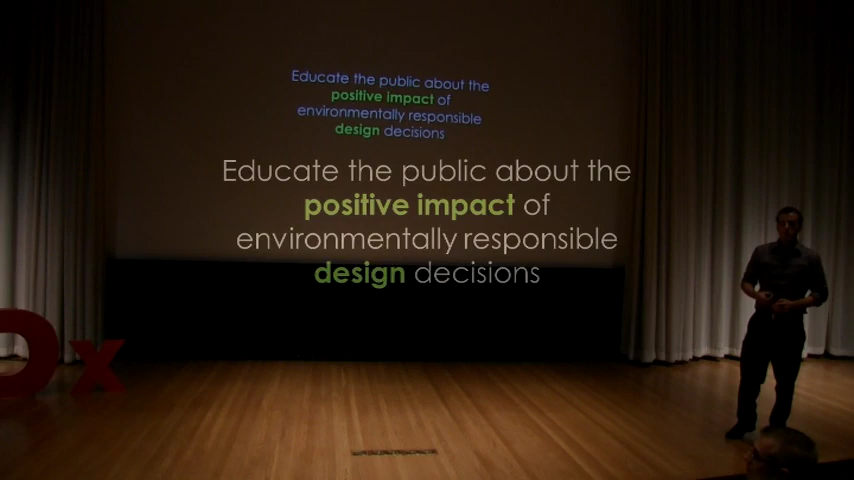 Educate the public about the
positive impact of
environmentally responsible
design decisions
Educate the public about the
positive impact of
environmentally responsible
design decisions
Dx